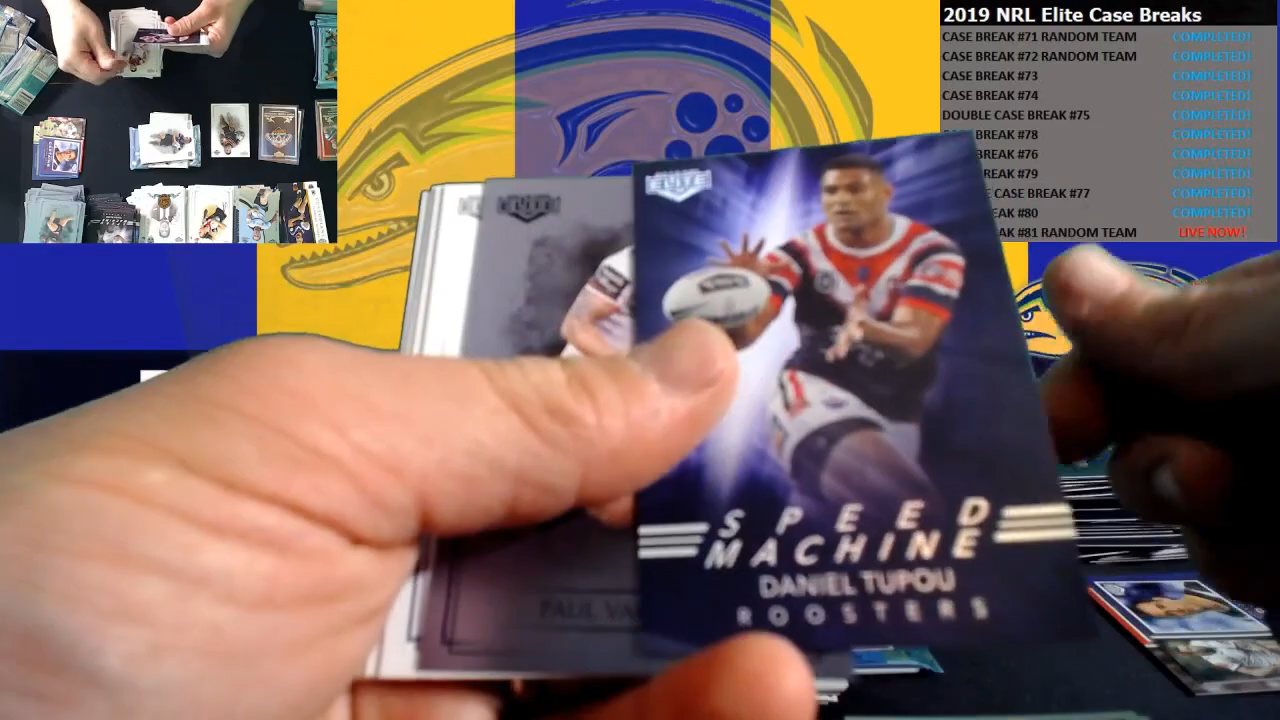 2019 NRL Elite Case Breaks
CASE BREAK #71 RANDOM TEAM COMPLETED!
CASE BREAK #72 RANDOM TEAM COMPLETED!
CASE BREAK #73 COMPLETED!
CASE BREAK #74 COMPLETED!
DOUBLE CASE BREAK #75 COMPLETED!
BREAK #78 COMPLETED!
BREAK #76 COMPLETED!
BREAK #79 COMPLETED!
CASE BREAK #77 COMPLETED!
#80 COMPLETED!
#81 RANDOM TEAM LIVE NOW!
ELITE
ELITE
SPEED
MACHINE
DANIEL TUPOU
ROOSTERS
PAUL